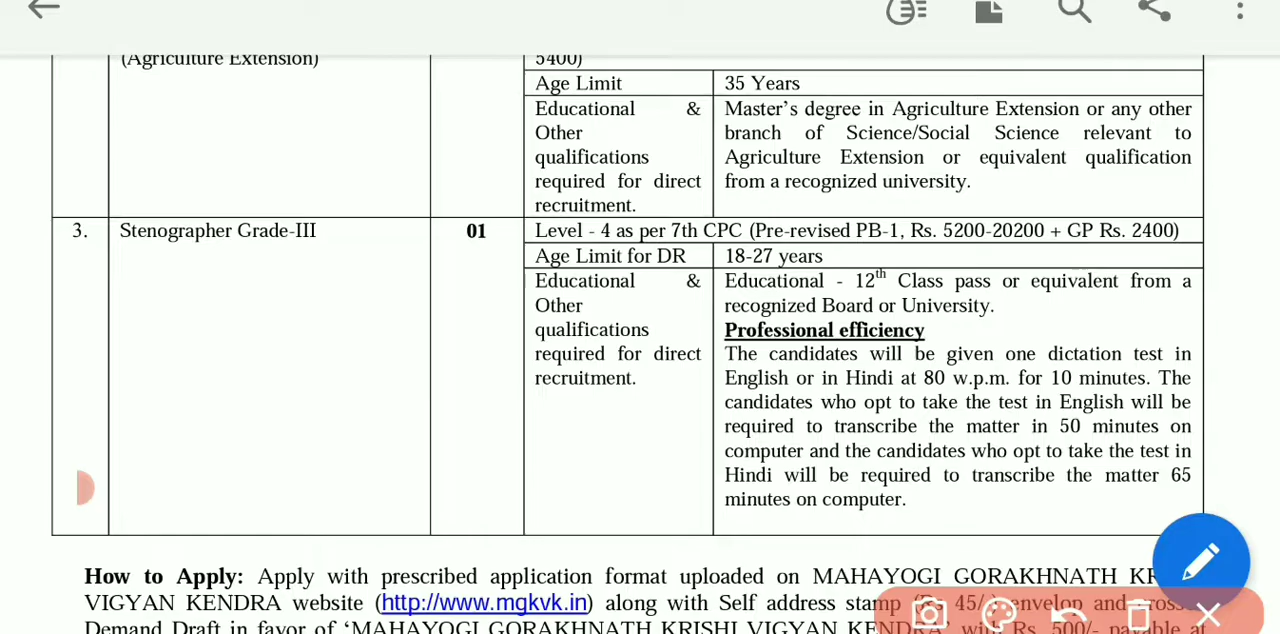 (Agriculture Extension)
5400)
Age Limit
35 Years
Educational &
Other
qualifications
required for direct
recruitment.
Master's degree in Agriculture Extension or any other
branch of Science/Social Science relevant to
Agriculture Extension or equivalent qualification
from a recognized university.
3.
Stenographer Grade-III
01
Level - 4 as per 7th CPC (Pre-revised PB-1, Rs. 5200-20200 + GP Rs. 2400)
Age Limit for DR
18-27 years
Educational &
Other
qualifications
required for direct
recruitment.
Educational - 12th Class pass or equivalent from a
recognized Board or University.
Professional efficiency
The candidates will be given one dictation test in
English or in Hindi at 80 w.p.m. for 10 minutes. The
candidates who opt to take the test in English will be
required to transcribe the matter in 50 minutes on
computer and the candidates who opt to take the test in
Hindi will be required to transcribe the matter 65
minutes on computer.
How to Apply: Apply with prescribed application format uploaded on MAHAYOGI GORAKHNATH
VIGYAN KENDRA website (http://www.mgkvk.in) along with Self address stamp 45/- envelop and
Demand Draft in favor of 'MAHAYOGI GORAKHNATH KRISHI VIGYAN KENDRA' with Rs. 500/- payable at